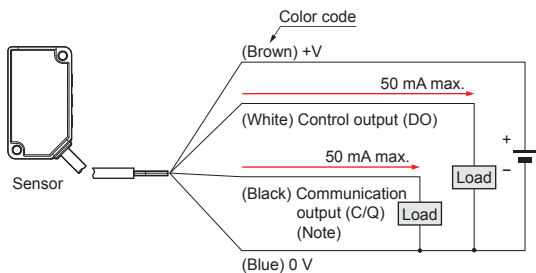 Color code
(Brown) +V
50 mA max.
(White) Control output (DO)
+
−
Load
50 mA max.
Sensor
(Black) Communication
output (C/Q)
(Note)
Load
(Blue) 0 V